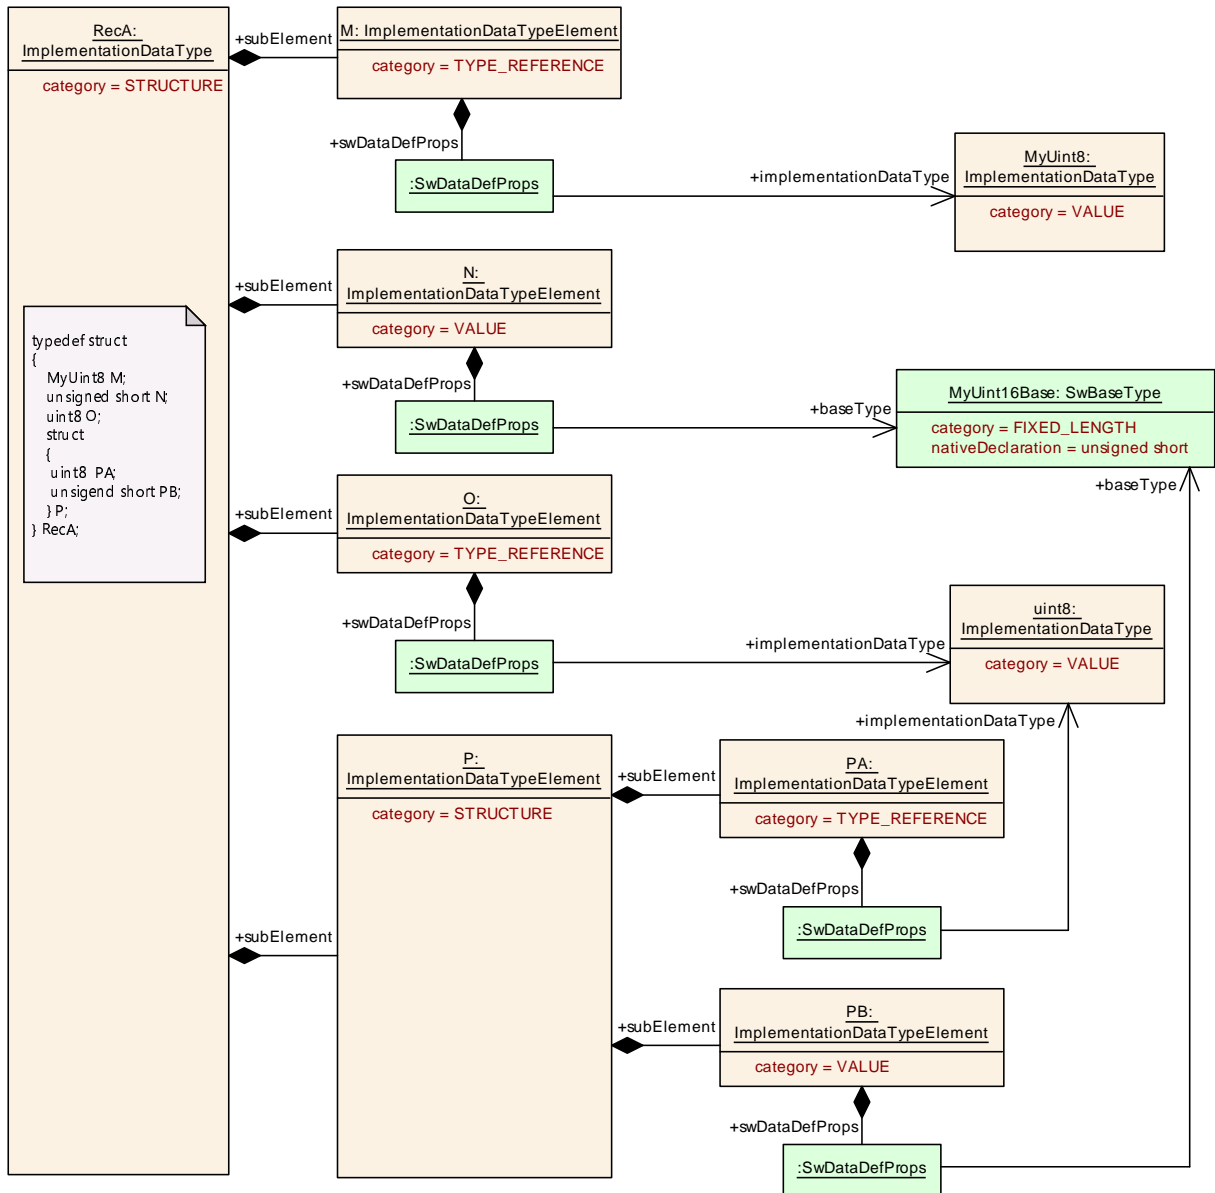 RecA:
ImplementationDataType
category = STRUCTURE
+subElement
M: ImplementationDataTypeElement
category = TYPE_REFERENCE
+swDataDefProps
:SwDataDefProps
+implementationDataType
MyUint8:
ImplementationDataType
category = VALUE
+subElement
N:
ImplementationDataTypeElement
category = VALUE
typedef struct
{
MyUint8 M;
unsigned short N;
uint8 O;
struct
{
uint8 PA;
unsigend short PB;
} P;
} RecA;
+swDataDefProps
:SwDataDefProps
+baseType
MyUint16Base: SwBaseType
category = FIXED_LENGTH
nativeDeclaration = unsigned short
+baseType
+subElement
O:
ImplementationDataTypeElement
category = TYPE_REFERENCE
+swDataDefProps
:SwDataDefProps
+implementationDataType
uint8:
ImplementationDataType
category = VALUE
+implementationDataType
+subElement
P:
ImplementationDataTypeElement
category = STRUCTURE
+subElement
PA:
ImplementationDataTypeElement
category = TYPE_REFERENCE
+swDataDefProps
:SwDataDefProps
+subElement
PB:
ImplementationDataTypeElement
category = VALUE
+swDataDefProps
:SwDataDefProps